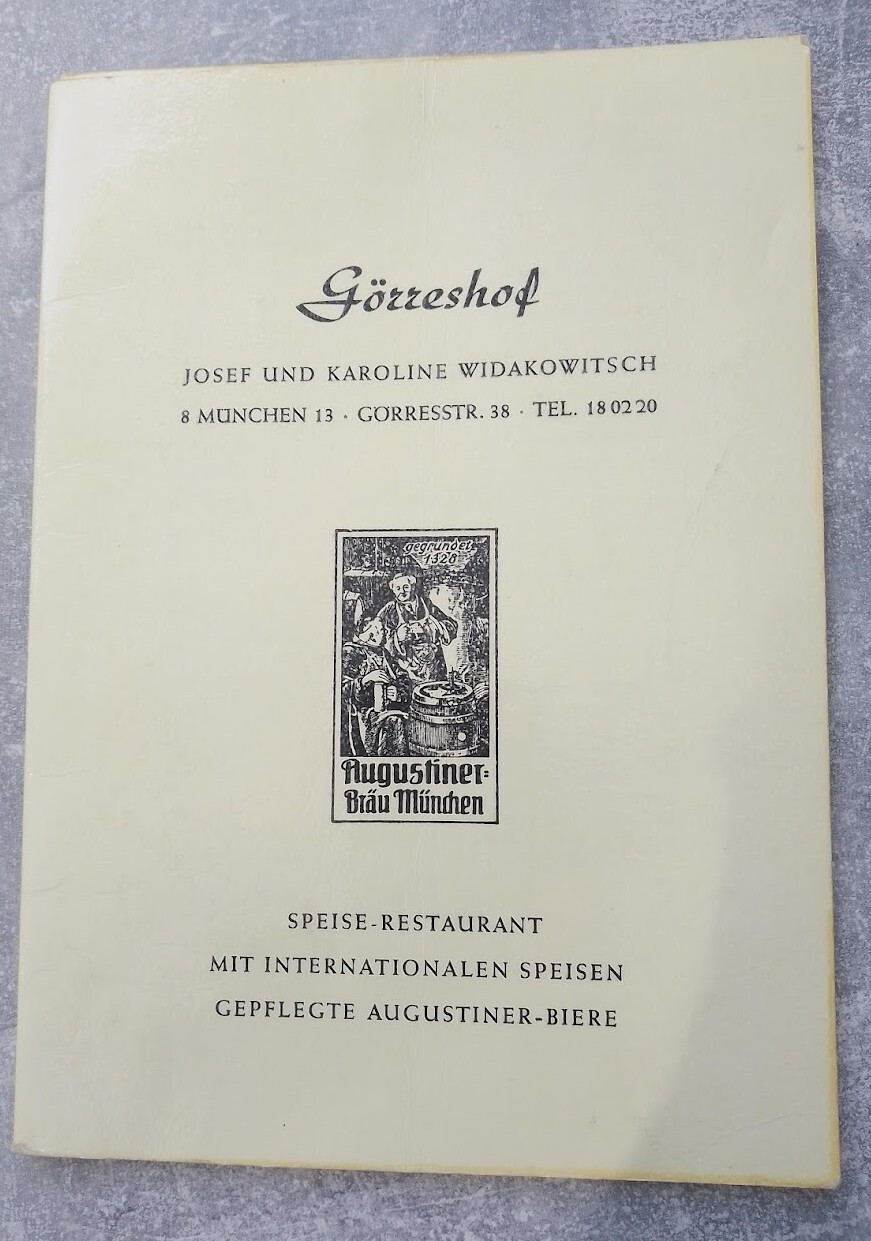 Görreshof
JOSEF UND KAROLINE WIDAKOWITSCH
8 MÜNCHEN 13 · GÖRRESSTR. 38 · TEL. 18 02 20
gegründet
1328
Augustiner-
Bräu München
SPEISE-RESTAURANT
MIT INTERNATIONALEN SPEISEN
GEPFLEGTE AUGUSTINER-BIERE